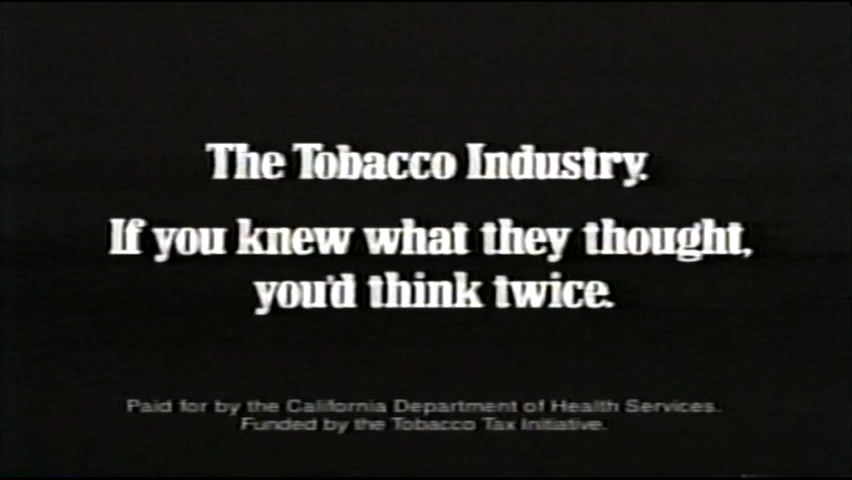 The Tobacco Industry.
If you knew what they thought,
you'd think twice.
Paid for by the California Department of Health Services.
Funded by the Tobacco Tax Initiative.